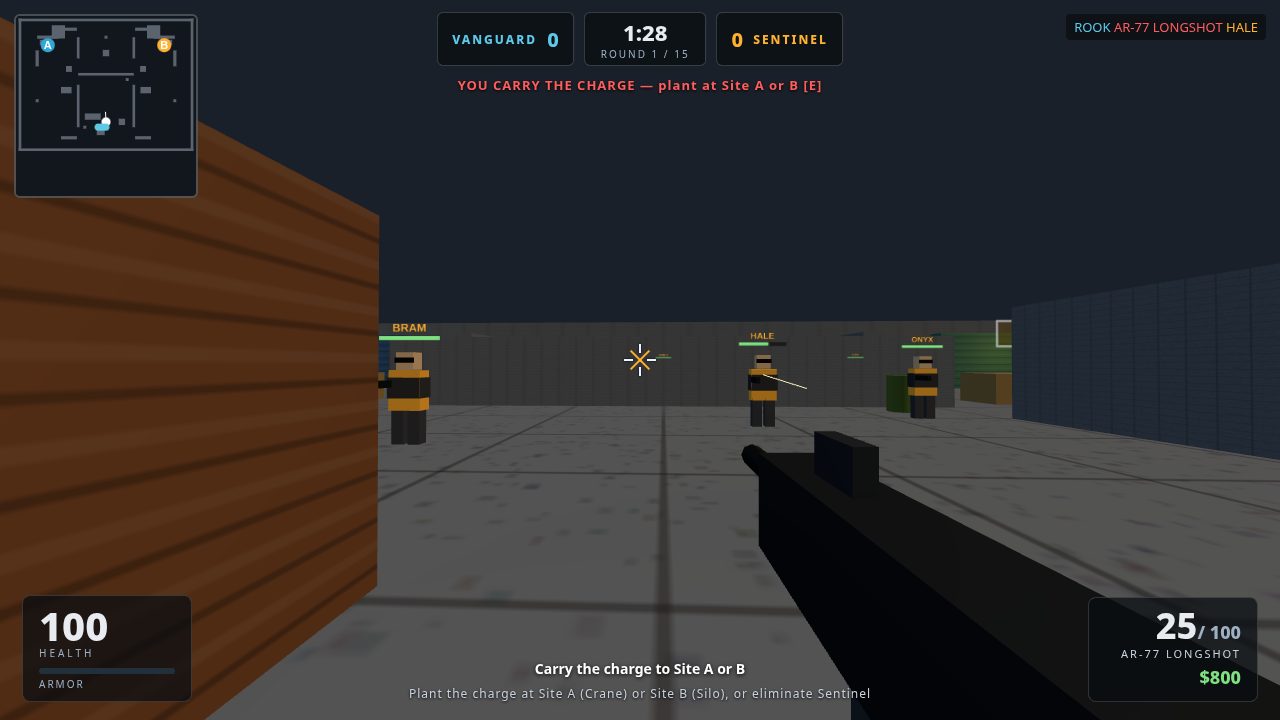 A
B
VANGUARD 0
1:28
ROUND 1 / 15
0 SENTINEL
ROOK AR-77 LONGSHOT HALE
YOU CARRY THE CHARGE — plant at Site A or B [E]
BRAM
HALE
ONYX
100
HEALTH
ARMOR
Carry the charge to Site A or B
Plant the charge at Site A (Crane) or Site B (Silo), or eliminate Sentinel
25/ 100
AR-77 LONGSHOT
$800